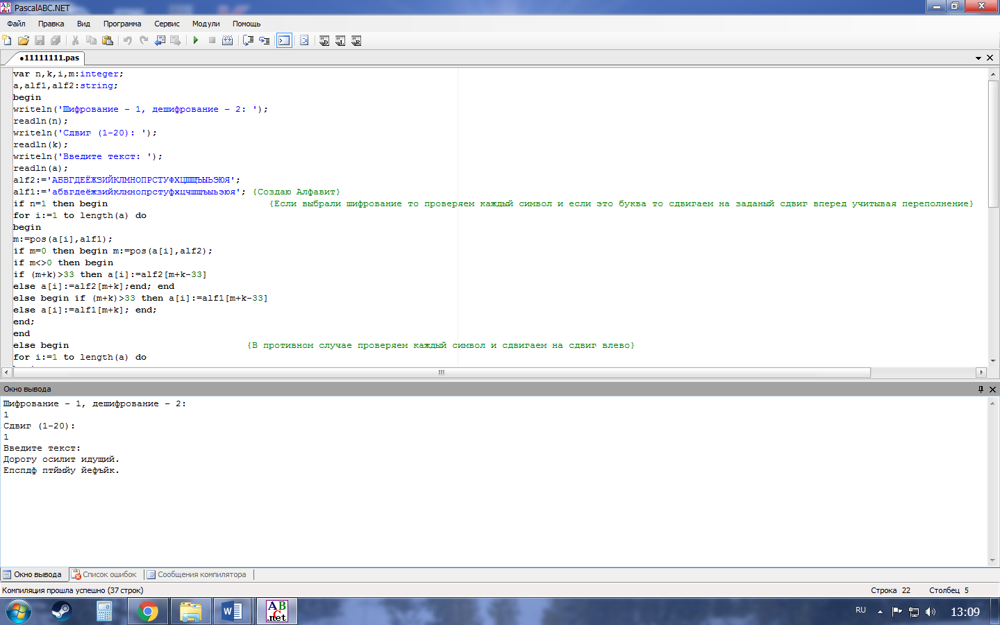 PascalABC.NET
Файл Правка Вид Программа Сервис Модули Помощь
•11111111.pas
var n,k,i,m:integer;
a,alf1,alf2:string;
begin
writeln('Шифрование - 1, дешифрование - 2: ');
readln(n);
writeln('Сдвиг (1-20): ');
readln(k);
writeln('Введите текст: ');
readln(a);
alf2:='АБВГДЕЁЖЗИЙКЛМНОПРСТУФХЦШЩЪЫЬЭЮЯ';
alf1:='абвгдеёжзийклмнопрстуфхцчшщъыьэюя'; {Создаю Алфавит}
if n=1 then begin {Если выбрали шифрование то проверяем каждый символ и если это буква то сдвигаем на заданый сдвиг вперед учитывая переполнение}
for i:=1 to length(a) do
begin
m:=pos(a[i],alf1);
if m=0 then begin m:=pos(a[i],alf2);
if m<>0 then begin
if (m+k)>33 then a[i]:=alf2[m+k-33]
else a[i]:=alf2[m+k];end; end
else begin if (m+k)>33 then a[i]:=alf1[m+k-33]
else a[i]:=alf1[m+k]; end;
end;
end
else begin {В противном случае проверяем каждый символ и сдвигаем на сдвиг влево}
for i:=1 to length(a) do
Окно вывода
Шифрование - 1, дешифрование - 2:
1
Сдвиг (1-20):
1
Введите текст:
Дорогу осилит идущий.
Епспдф птймйу йефъйк.
Окно вывода Список ошибок Сообщения компилятора
Компиляция прошла успешно (37 строк) Строка 22 Столбец 5
RU 13:09